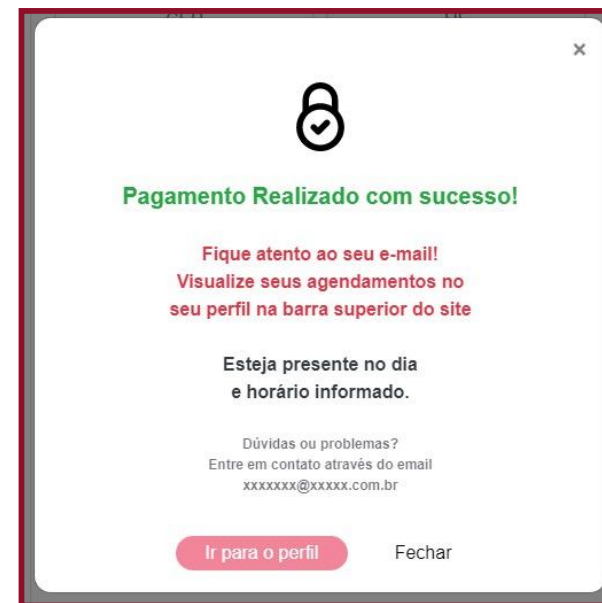 ×
Pagamento Realizado com sucesso!
Fique atento ao seu e-mail!
Visualize seus agendamentos no
seu perfil na barra superior do site
Esteja presente no dia
e horário informado.
Dúvidas ou problemas?
Entre em contato através do email
xxxxxxx@xxxxx.com.br
Ir para o perfil Fechar